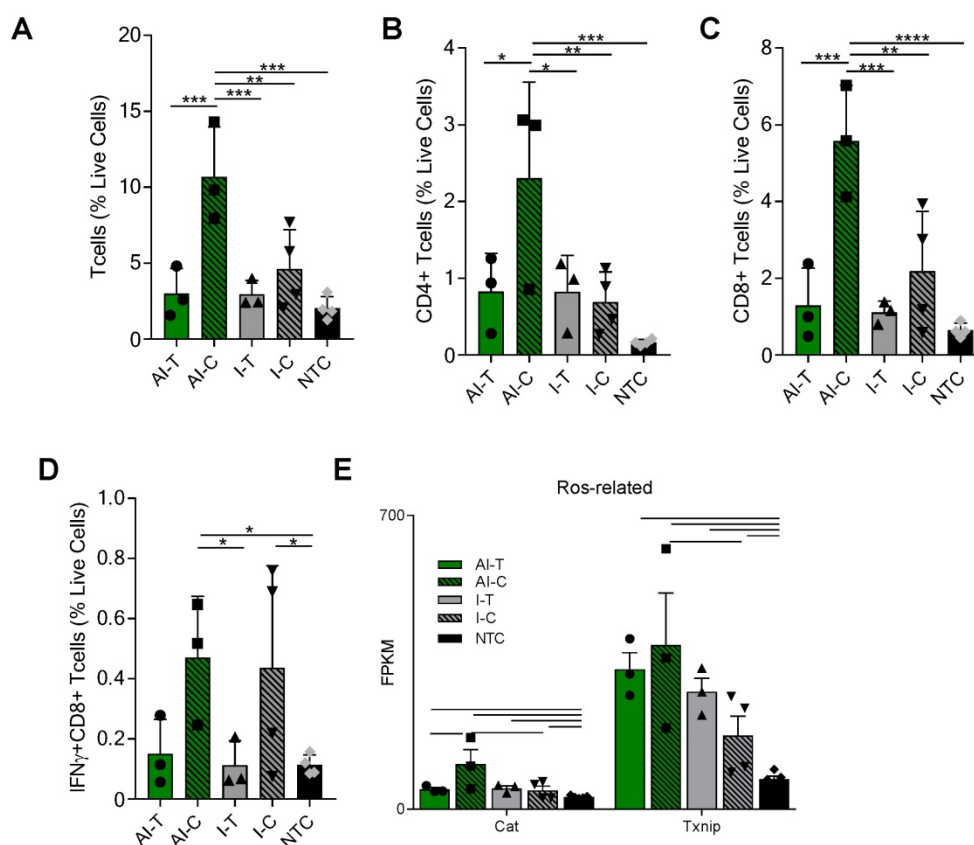 A
Tcells (% Live Cells)
20
15
10
5
0
***
**
***
***
AI-T
AI-C
I-T
I-C
NTC
B
CD4+ Tcells (% Live Cells)
4
3
2
1
0
***
**
*
*
AI-T
AI-C
I-T
I-C
NTC
C
CD8+ Tcells (% Live Cells)
8
6
4
2
0
****
**
***
***
AI-T
AI-C
I-T
I-C
NTC
D
IFNγ+CD8+ Tcells (% Live Cells)
1.0
0.8
0.6
0.4
0.2
0
*
*
*
AI-T
AI-C
I-T
I-C
NTC
E
Ros-related
FPKM
700
0
AI-T
AI-C
I-T
I-C
NTC
Cat
Txnip